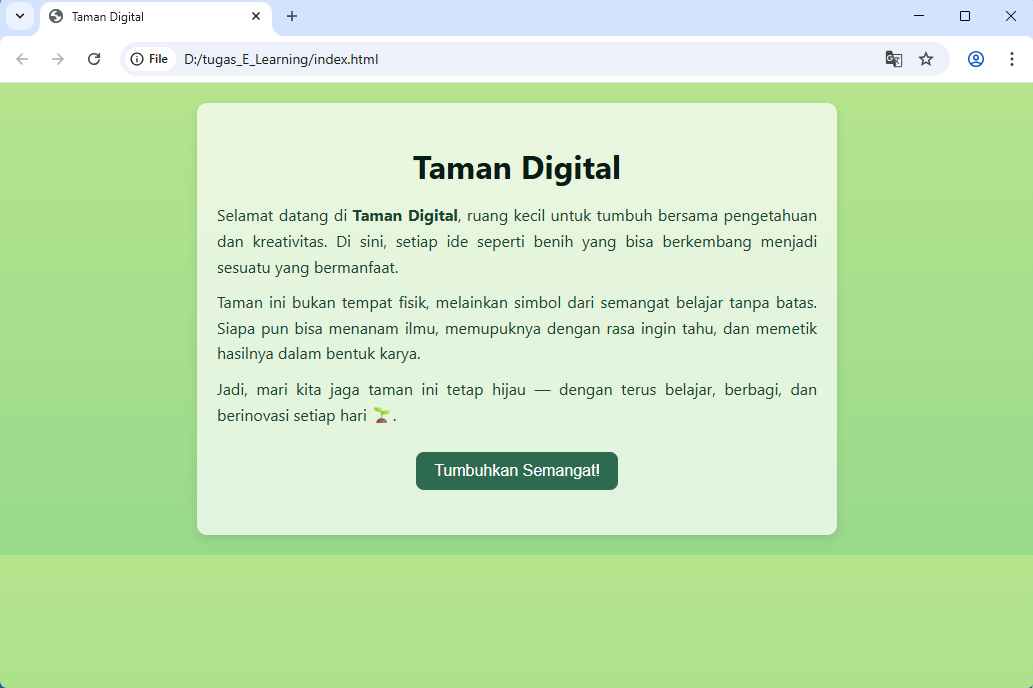 Taman Digital
File
D:/tugas_E_Learning/index.html
Taman Digital
Selamat datang di Taman Digital, ruang kecil untuk tumbuh bersama pengetahuan
dan kreativitas. Di sini, setiap ide seperti benih yang bisa berkembang menjadi
sesuatu yang bermanfaat.
Taman ini bukan tempat fisik, melainkan simbol dari semangat belajar tanpa batas.
Siapa pun bisa menanam ilmu, memupuknya dengan rasa ingin tahu, dan memetik
hasilnya dalam bentuk karya.
Jadi, mari kita jaga taman ini tetap hijau — dengan terus belajar, berbagi, dan
berinovasi setiap hari 🌱.
Tumbuhkan Semangat!